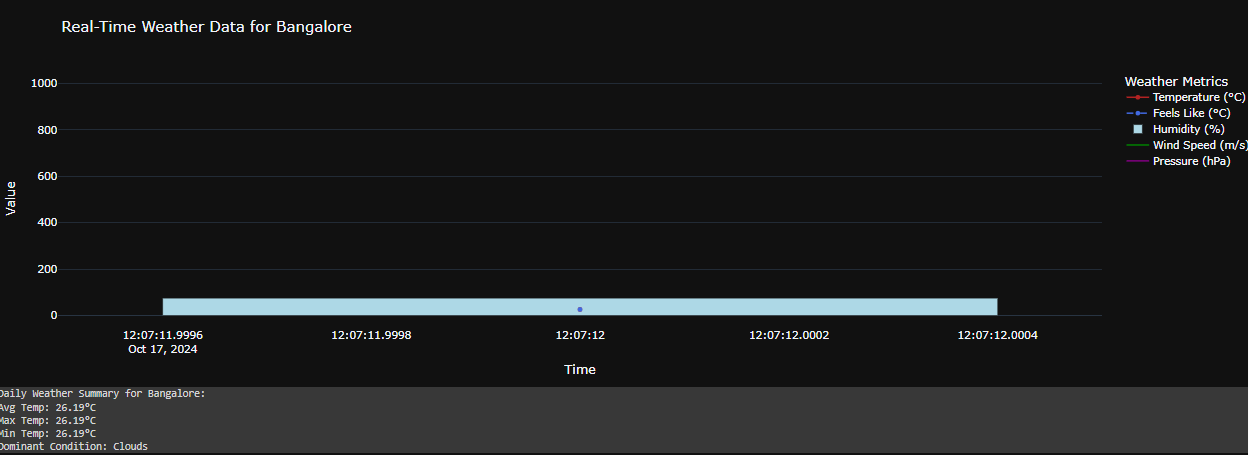 Real-Time Weather Data for Bangalore
Weather Metrics
Temperature (°C)
Feels Like (°C)
Humidity (%)
Wind Speed (m/s)
Pressure (hPa)
Value
1000
800
600
400
200
0
12:07:11.9996
Oct 17, 2024
12:07:11.9998
12:07:12
12:07:12.0002
12:07:12.0004
Time
Daily Weather Summary for Bangalore:
Avg Temp: 26.19°C
Max Temp: 26.19°C
Min Temp: 26.19°C
Dominant Condition: Clouds